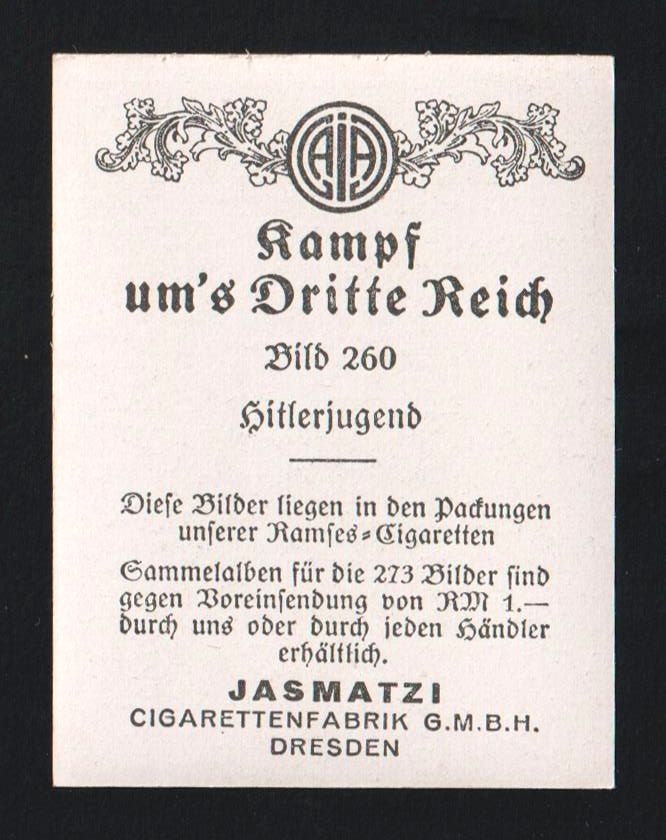 Kampf
um's Dritte Reich
Bild 260
Hitlerjugend
Diese Bilder liegen in den Packungen
unserer Ramses-Cigaretten
Sammelalben für die 273 Bilder sind
gegen Voreinsendung von RM 1.—
durch uns oder durch jeden Händler
erhältlich.
JASMATZI
CIGARETTENFABRIK G.M.B.H.
DRESDEN